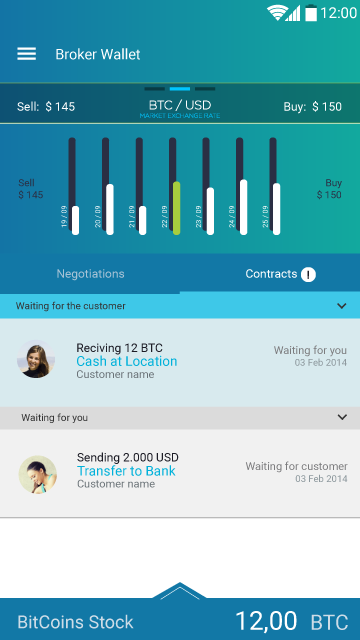 12:00
Broker Wallet
Sell: $ 145
BTC / USD
MARKET EXCHANGE RATE
Buy: $ 150
Sell
$ 145
19 / 09
20 / 09
21 / 09
22 / 09
23 / 09
24 / 09
25 / 09
Buy
$ 150
Negotiations
Contracts !
Waiting for the customer
Reciving 12 BTC
Cash at Location
Customer name
Waiting for you
03 Feb 2014
Waiting for you
Sending 2.000 USD
Transfer to Bank
Customer name
Waiting for customer
03 Feb 2014
BitCoins Stock
12,00 BTC